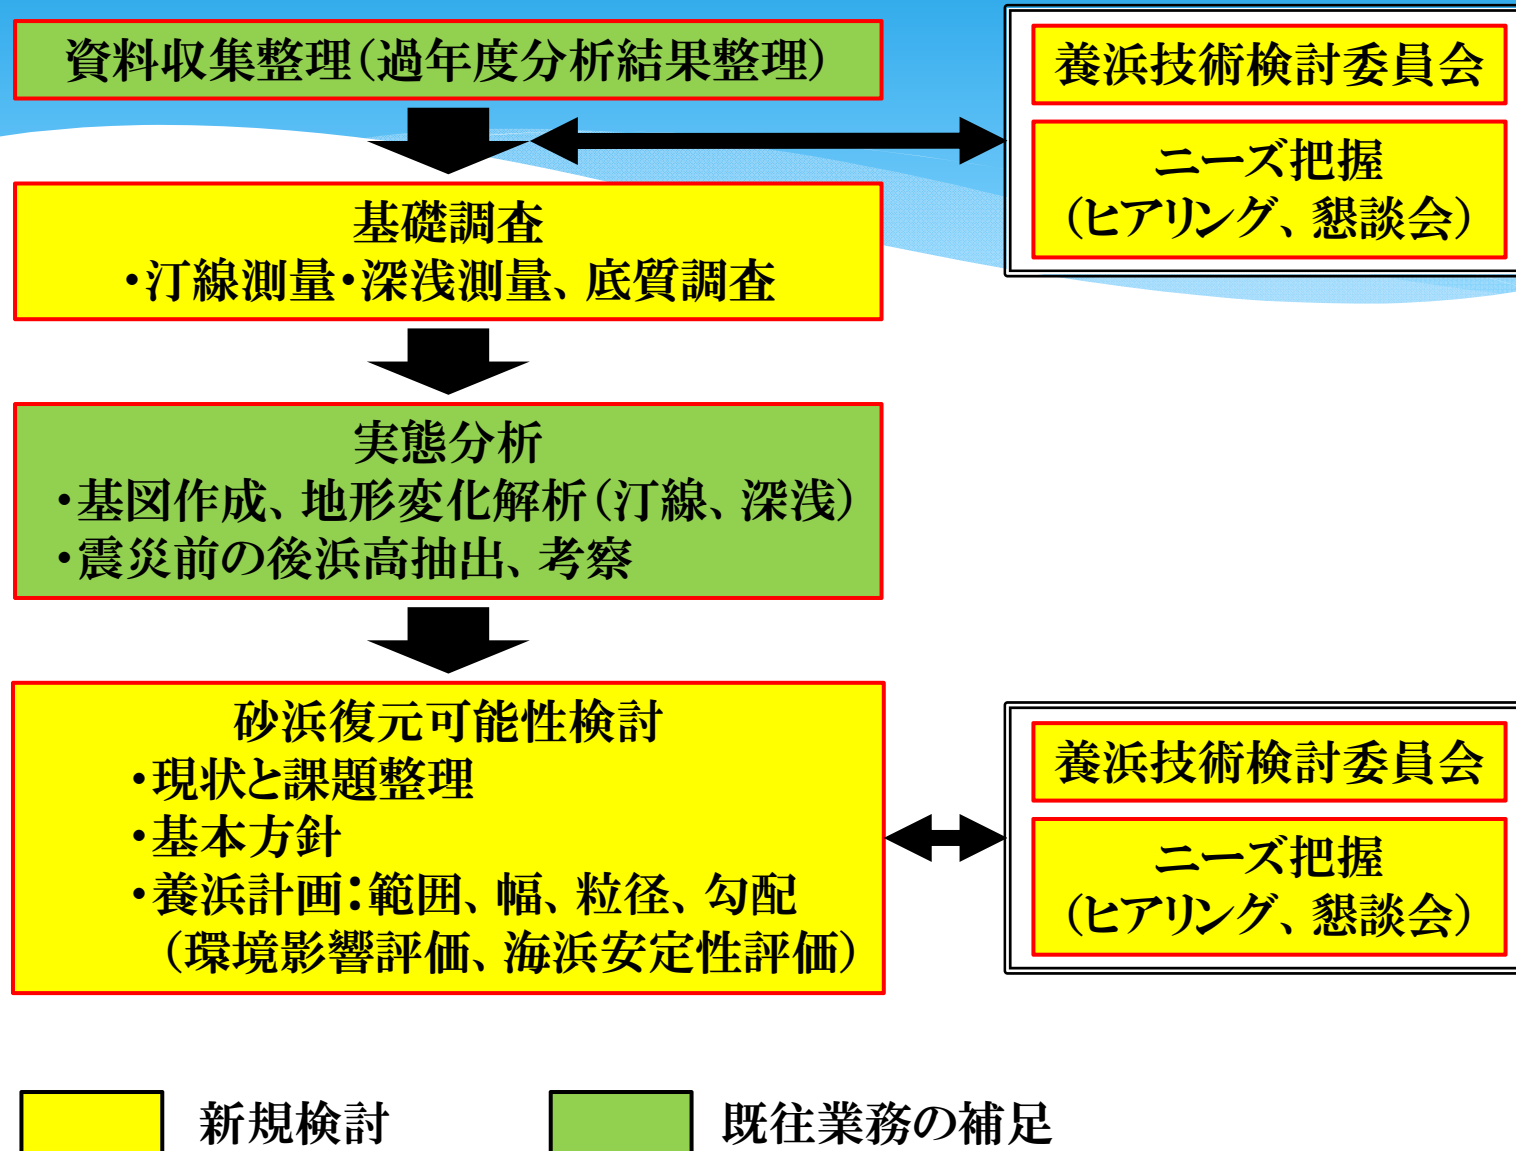 資料収集整理(過年度分析結果整理)
養浜技術検討委員会
ニーズ把握
(ヒアリング、懇談会)
基礎調査
・汀線測量・深浅測量、底質調査
実態分析
・基図作成、地形変化解析(汀線、深浅)
・震災前の後浜高抽出、考察
砂浜復元可能性検討
・現状と課題整理
・基本方針
・養浜計画:範囲、幅、粒径、勾配
(環境影響評価、海浜安定性評価)
養浜技術検討委員会
ニーズ把握
(ヒアリング、懇談会)
新規検討
既往業務の補足